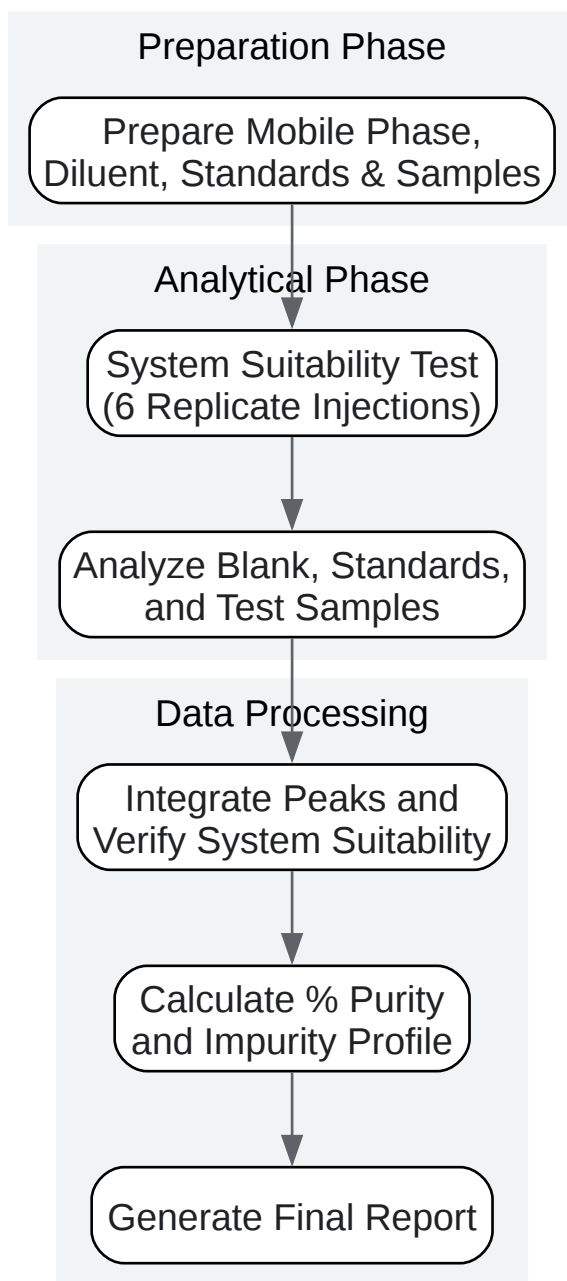 Preparation Phase
Prepare Mobile Phase,
Diluent, Standards & Samples
Analytical Phase
System Suitability Test
(6 Replicate Injections)
Analyze Blank, Standards,
and Test Samples
Data Processing
Integrate Peaks and
Verify System Suitability
Calculate % Purity
and Impurity Profile
Generate Final Report